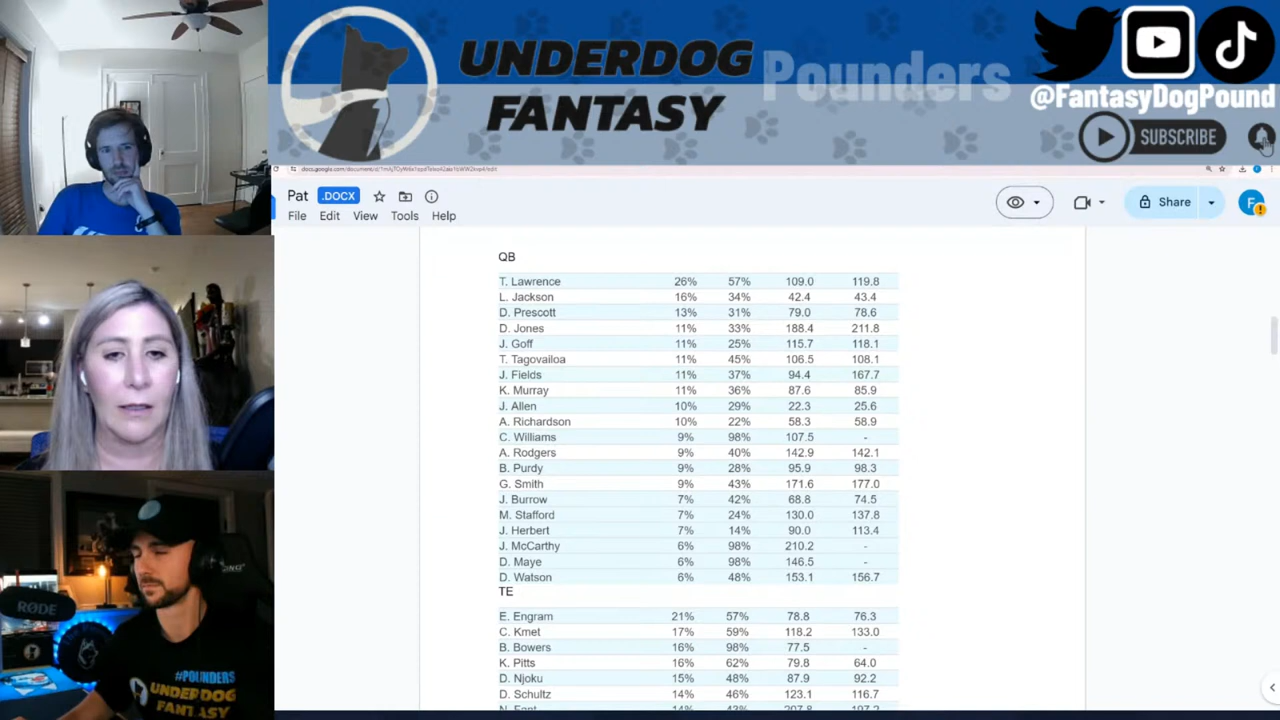 UNDERDOG
FANTASY
Pounders
@FantasyDogPound
SUBSCRIBE
Pat .DOCX
Share
F
File Edit View Tools Help
QB
T. Lawrence 26% 57% 109.0 119.8
L. Jackson 16% 34% 42.4 43.4
D. Prescott 13% 31% 79.0 78.6
D. Jones 11% 33% 188.4 211.8
J. Goff 11% 25% 115.7 118.1
T. Tagovailoa 11% 45% 106.5 108.1
J. Fields 11% 37% 94.4 167.7
K. Murray 11% 36% 87.6 85.9
J. Allen 10% 29% 22.3 25.6
A. Richardson 10% 22% 58.3 58.9
C. Williams 9% 98% 107.5 -
A. Rodgers 9% 40% 142.9 142.1
B. Purdy 9% 28% 95.9 98.3
G. Smith 9% 43% 171.6 177.0
J. Burrow 7% 42% 68.8 74.5
M. Stafford 7% 24% 130.0 137.8
J. Herbert 7% 14% 90.0 113.4
J. McCarthy 6% 98% 210.2 -
D. Maye 6% 98% 146.5 -
D. Watson 6% 48% 153.1 156.7
TE
E. Engram 21% 57% 78.8 76.3
C. Kmet 17% 59% 118.2 133.0
B. Bowers 16% 98% 77.5 -
K. Pitts 16% 62% 79.8 64.0
D. Njoku 15% 48% 87.9 92.2
D. Schultz 14% 46% 123.1 116.7
N. Fant 14% 43% 207.8 197.2
RØDE
#POUNDERS
UNDERDOG
FANTASY